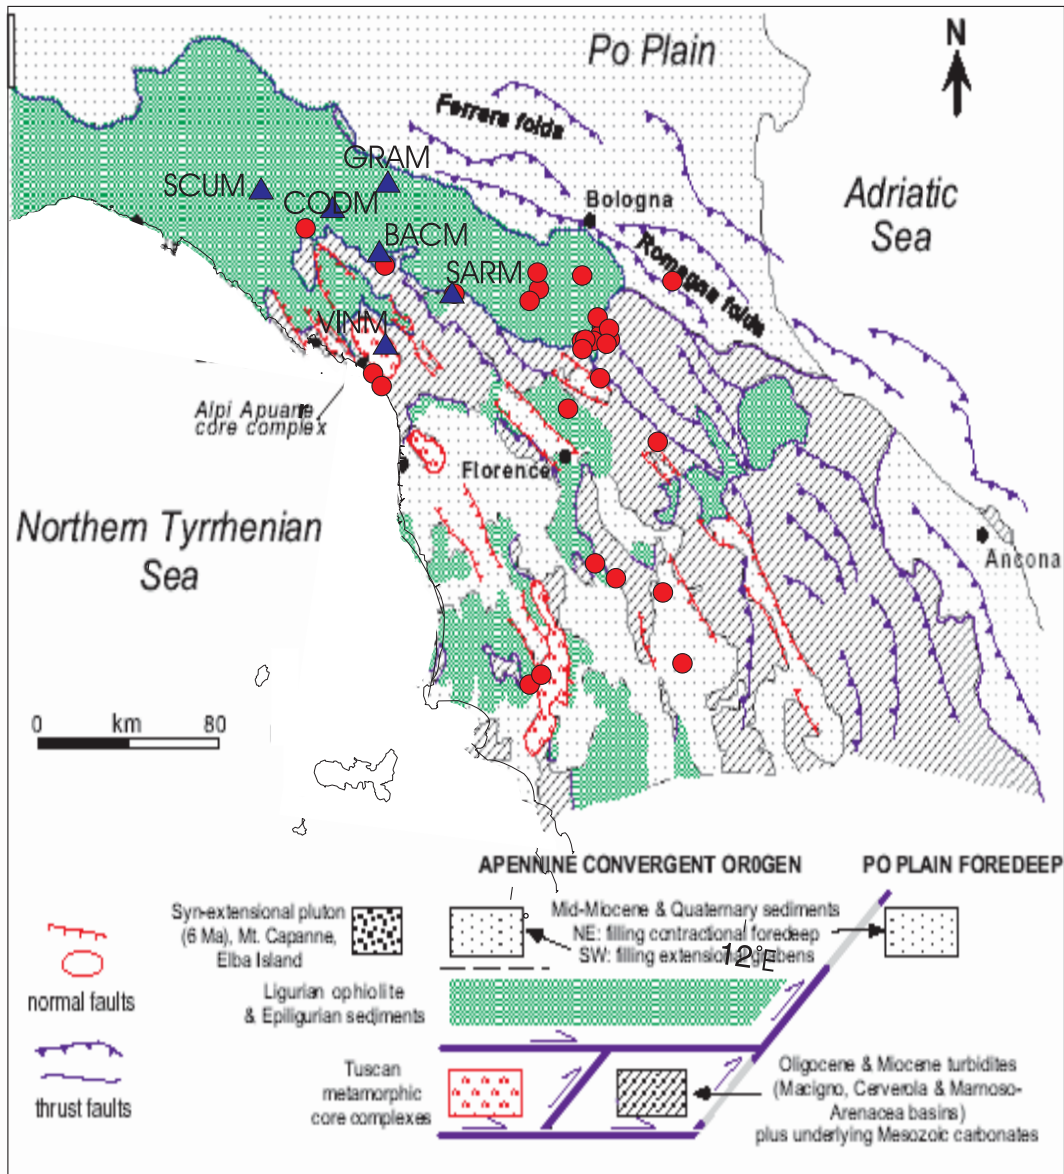 Po Plain
N
Ferrara folds
GRAM
SCUM
CODM
Adriatic
Sea
Bologna
BACM
Romagna folds
SARM
VINM
Alpi Apuane
core complex
Florence
Northern Tyrrhenian
Sea
Ancona
0 km 80
APENNINE CONVERGENT OR0GEN
PO PLAIN FOREDEEP
Syn-extensional pluton
(6 Ma), Mt. Capanne,
Elba Island
Mid-Miocene & Quaternary sediments
NE: filling contractional foredeep
SW: filling extensional grabens
12°E
normal faults
Ligurian ophiolite
& Epiligurian sediments
thrust faults
Tuscan
metamorphic
core complexes
Oligocene & Miocene turbidites
(Macigno, Cerverola & Marnoso-
Arenacea basins)
plus underlying Mesozoic carbonates